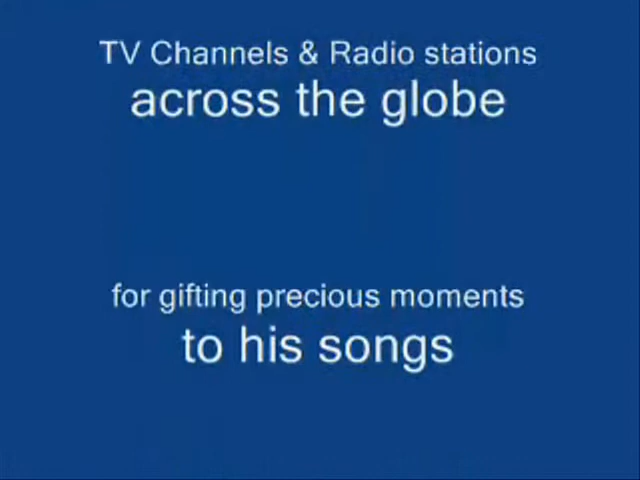 TV Channels & Radio stations
across the globe
for gifting precious moments
to his songs